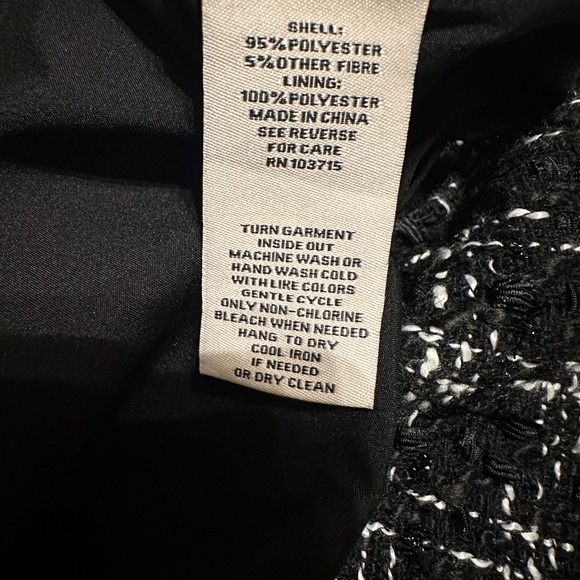 SHELL:
95%POLYESTER
5%OTHER FIBRE
LINING:
100%POLYESTER
MADE IN CHINA
SEE REVERSE
FOR CARE
RN 103715
TURN GARMENT
INSIDE OUT
MACHINE WASH OR
HAND WASH COLD
WITH LIKE COLORS
GENTLE CYCLE
ONLY NON-CHLORINE
BLEACH WHEN NEEDED
HANG TO DRY
COOL IRON
IF NEEDED
OR DRY CLEAN